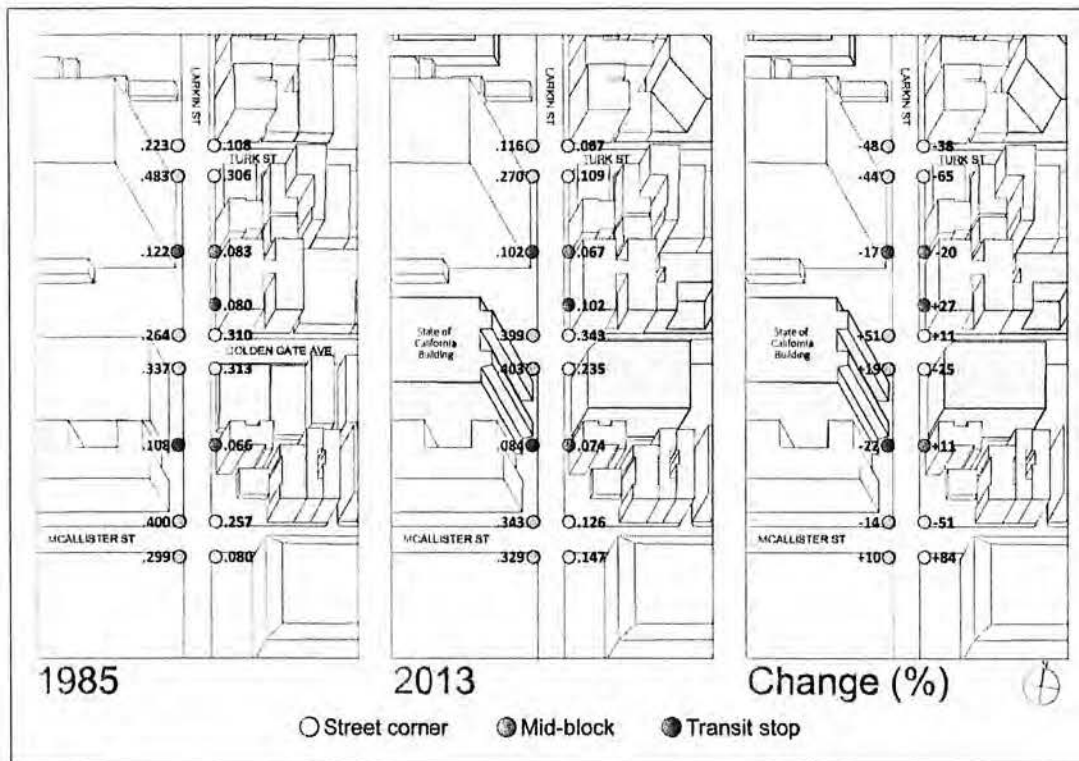 LARKIN ST
.223 .108
TURK ST
.483 .306
.122 .083
.080
.264 .310
GOLDEN GATE AVE
.337 .313
.108 .066
.400 .257
MCALLISTER ST
.299 .080
1985
LARKIN ST
.116 .067
TURK ST
.270 .109
.102 .067
.102
State of
California
Building
.399 .343
.403 .235
.084 .074
.343 .126
MCALLISTER ST
.329 .147
2013
LARKIN ST
-48 -38
TURK ST
-44 -65
-17 -20
+27
State of
California
Building
+51 +11
+19 -25
-22 +11
-14 -51
MCALLISTER ST
+10 +84
Change (%)
Street corner Mid-block Transit stop